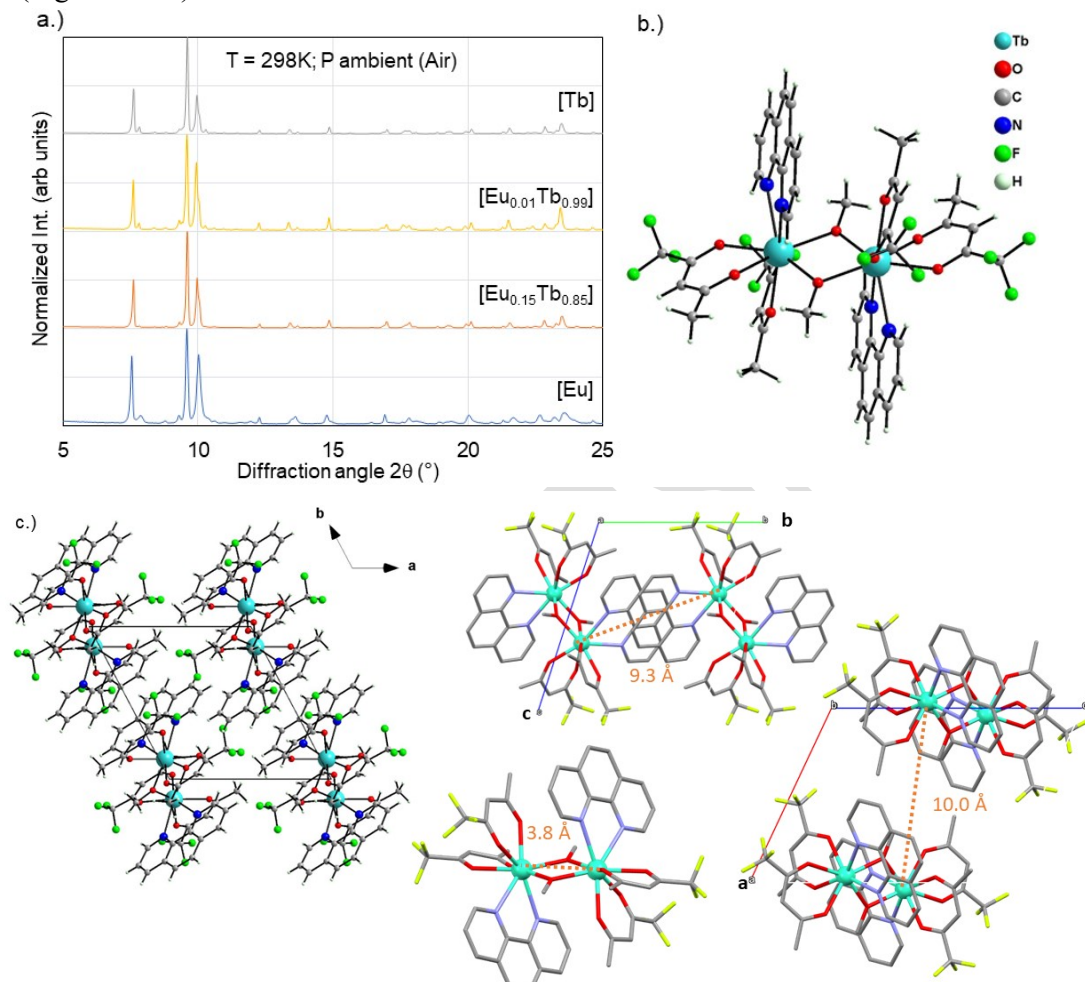 a.)
T = 298K; P ambient (Air)
[Tb]
[Eu0.01Tb0.99]
[Eu0.15Tb0.85]
[Eu]
Normalized Int. (arb units)
5 10 15 20 25
Diffraction angle 2θ (°)
b.)
Tb
O
C
N
F
H
c.)
b
a
b
9.3 Å
c
3.8 Å
10.0 Å
a